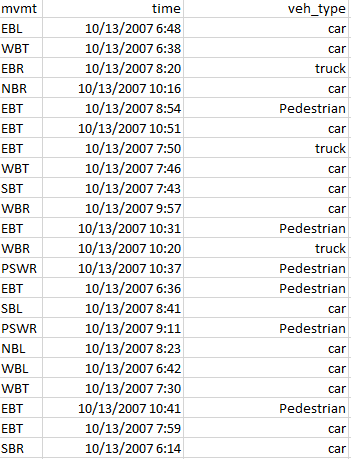 mvmt time veh_type
EBL 10/13/2007 6:48 car
WBT 10/13/2007 6:38 car
EBR 10/13/2007 8:20 truck
NBR 10/13/2007 10:16 car
EBT 10/13/2007 8:54 Pedestrian
EBT 10/13/2007 10:51 car
EBT 10/13/2007 7:50 truck
WBT 10/13/2007 7:46 car
SBT 10/13/2007 7:43 car
WBR 10/13/2007 9:57 car
EBT 10/13/2007 10:31 Pedestrian
WBR 10/13/2007 10:20 truck
PSWR 10/13/2007 10:37 Pedestrian
EBT 10/13/2007 6:36 Pedestrian
SBL 10/13/2007 8:41 car
PSWR 10/13/2007 9:11 Pedestrian
NBL 10/13/2007 8:23 car
WBL 10/13/2007 6:42 car
WBT 10/13/2007 7:30 car
EBT 10/13/2007 10:41 Pedestrian
EBT 10/13/2007 7:59 car
SBR 10/13/2007 6:14 car